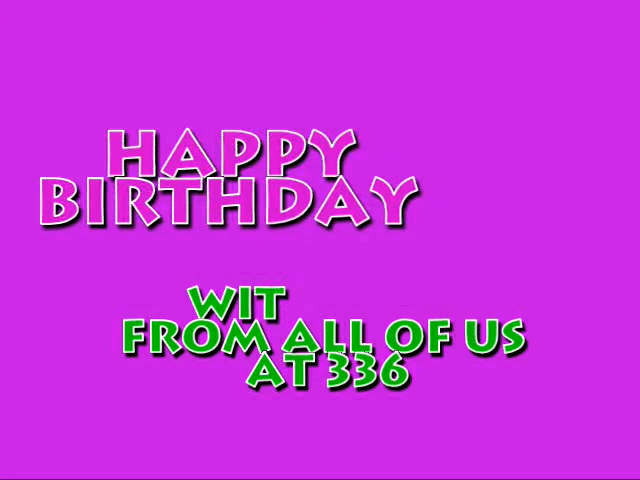 HAPPY
BIRTHDAY
WIT
FROM ALL OF US
AT 336